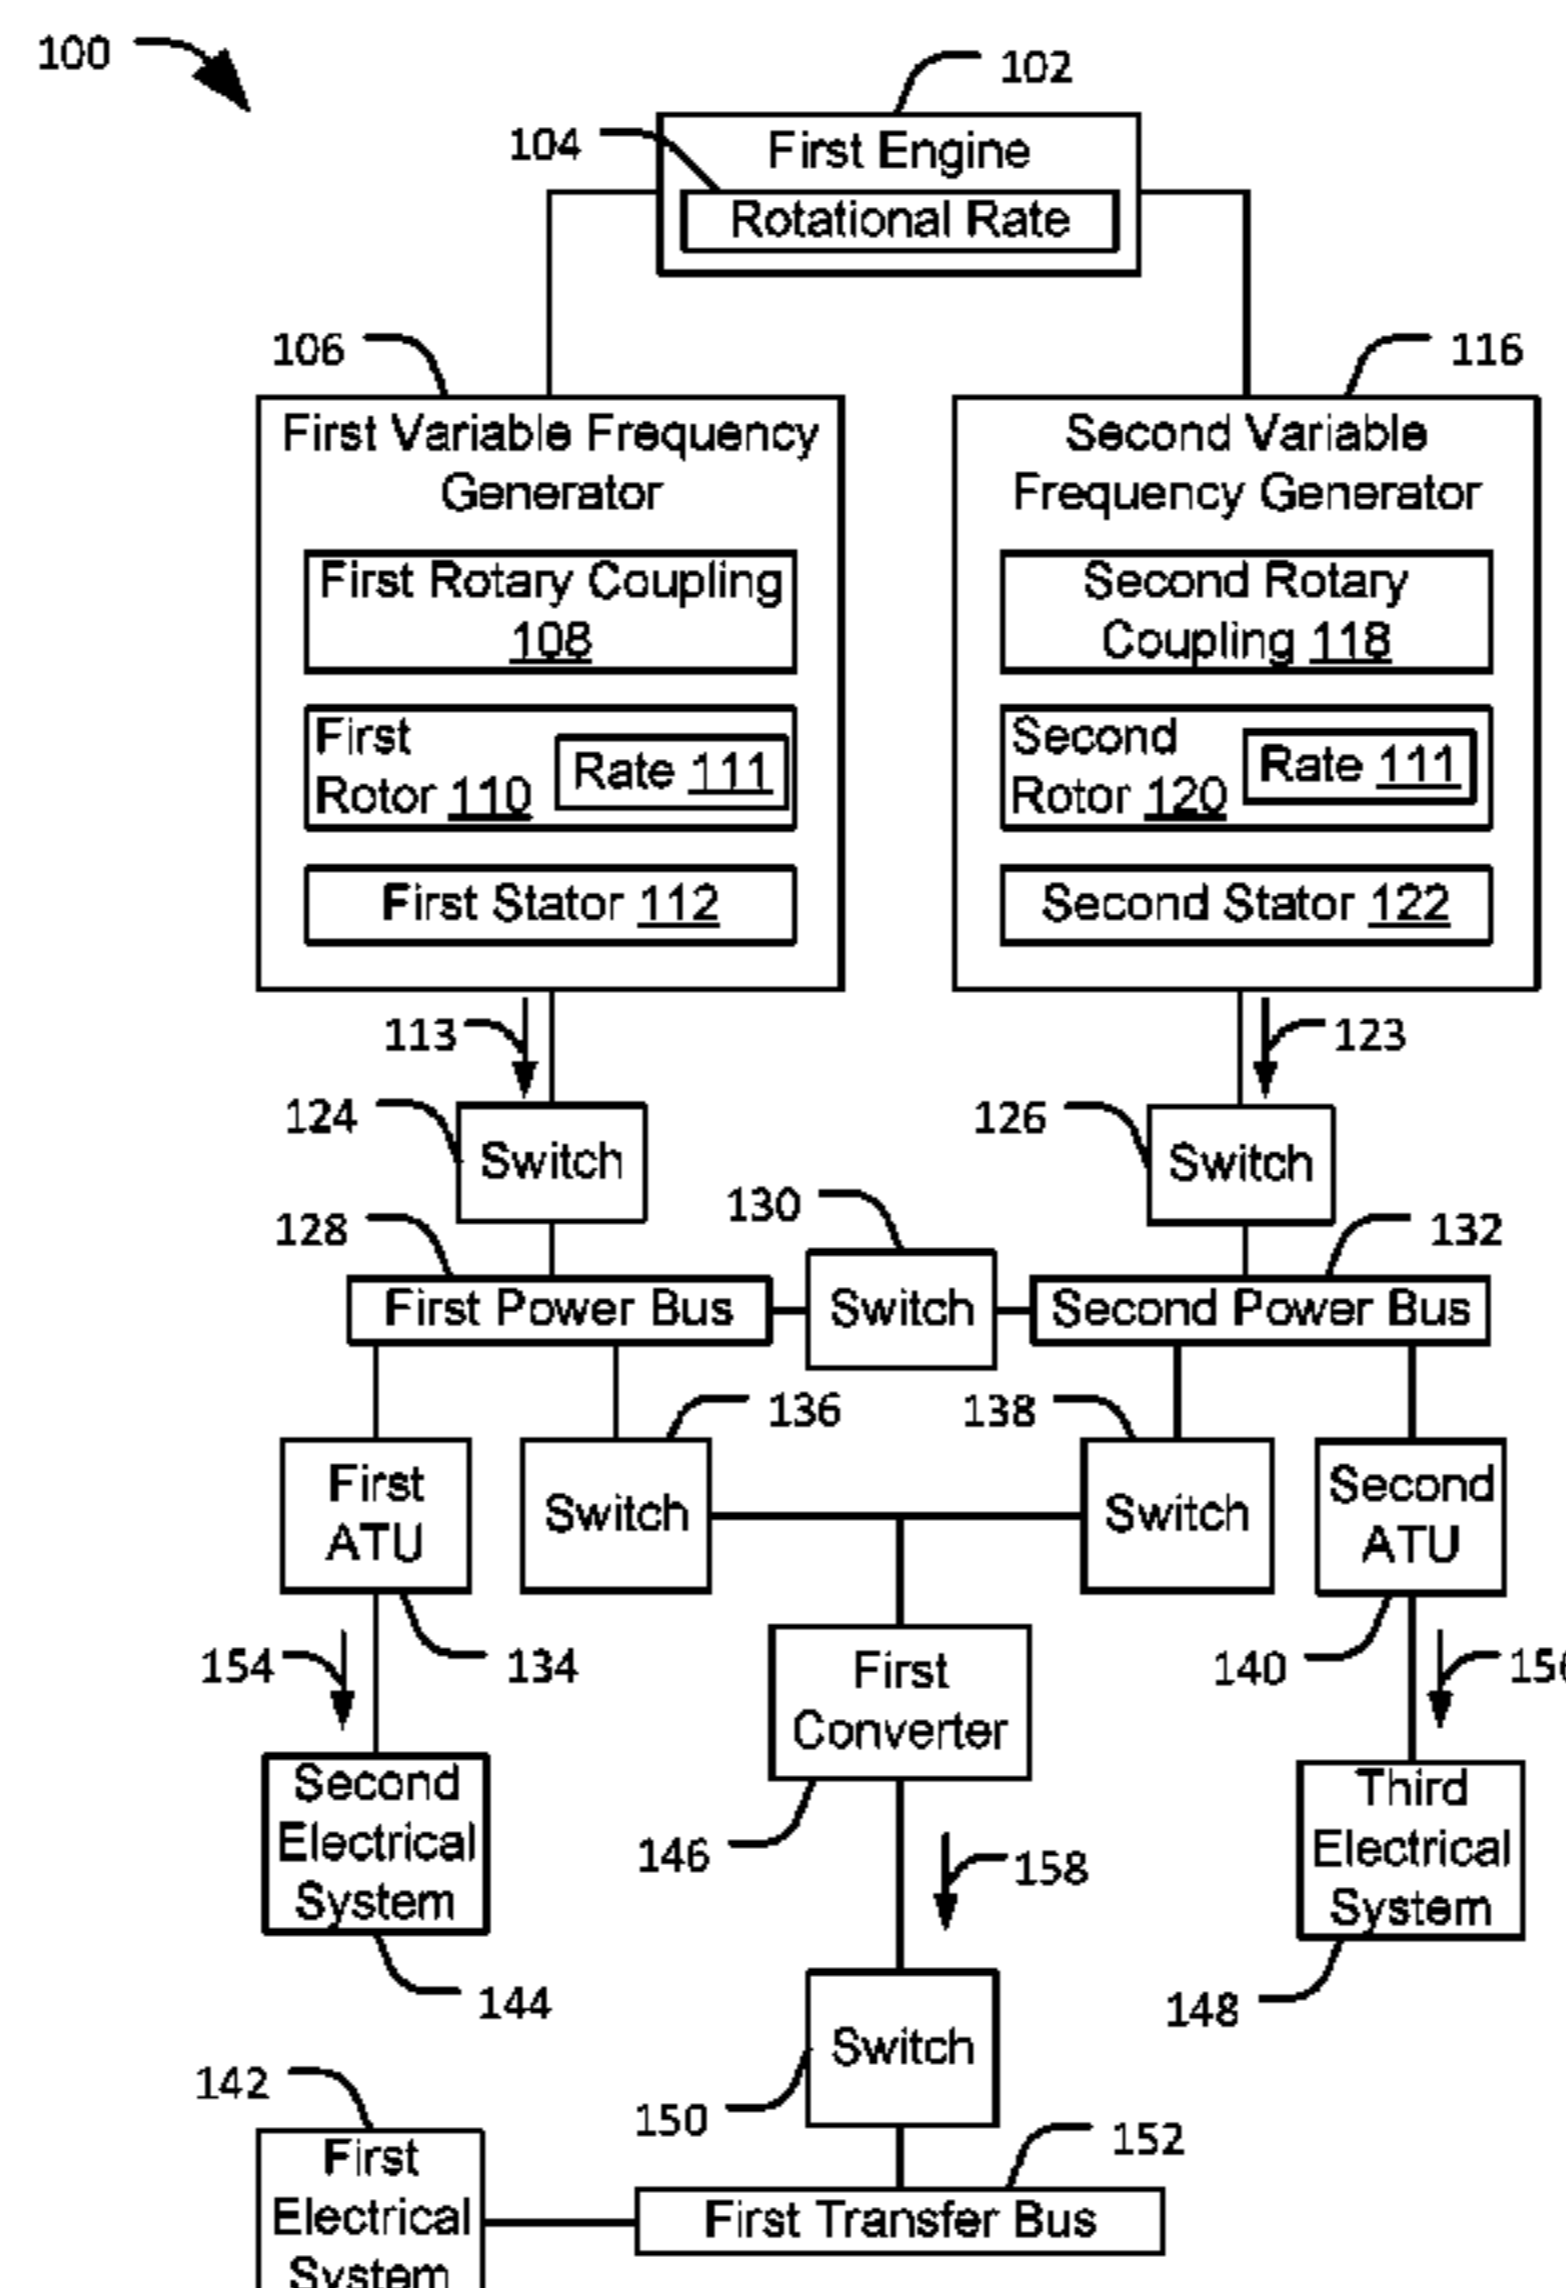 100
102
104
First Engine
Rotational Rate
106
116
First Variable Frequency
Generator
Second Variable
Frequency Generator
First Rotary Coupling
108
Second Rotary
Coupling 118
First
Rotor 110
Rate 111
Second
Rotor 120
Rate 111
First Stator 112
Second Stator 122
113
123
124
Switch
126
Switch
128
130
132
First Power Bus
Switch
Second Power Bus
136
138
First
ATU
Switch
Switch
Second
ATU
154
134
First
Converter
140
Second
Electrical
System
146
158
Third
Electrical
System
144
148
Switch
142
150
152
First
Electrical
System
First Transfer Bus